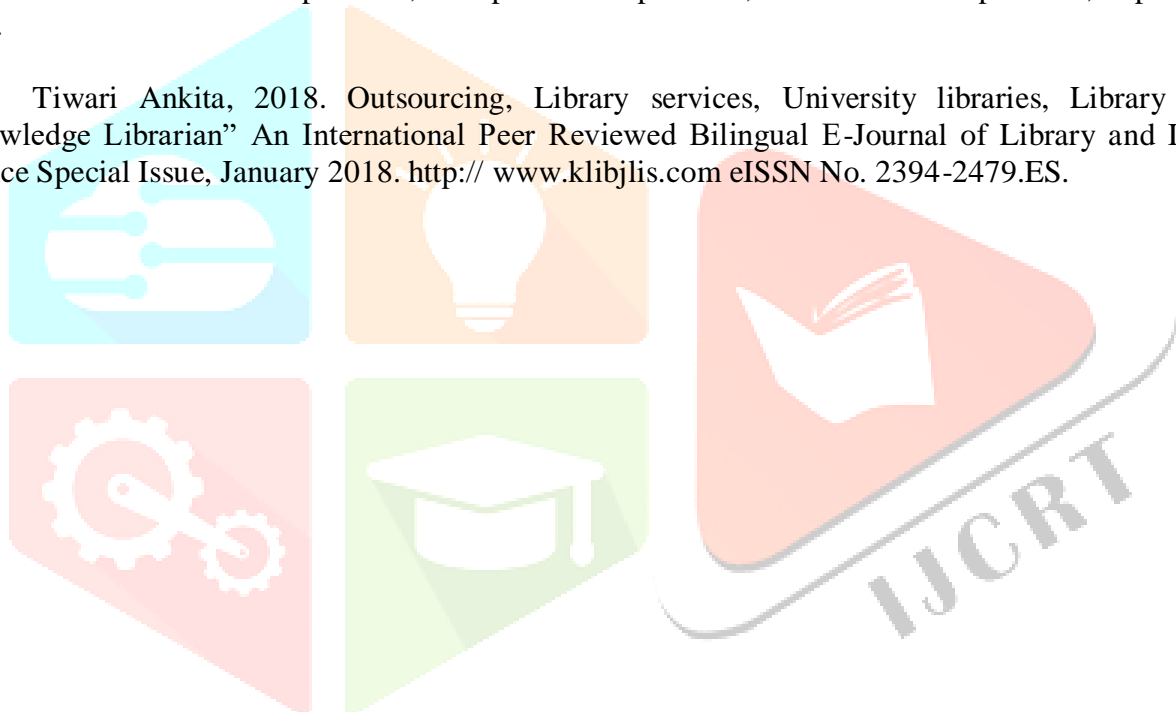 Tiwari Ankita, 2018. Outsourcing, Library services, University libraries, Library
wledge Librarian” An International Peer Reviewed Bilingual E-Journal of Library and
ce Special Issue, January 2018. http:// www.klibjlis.com eISSN No. 2394-2479.ES.
IJCRT